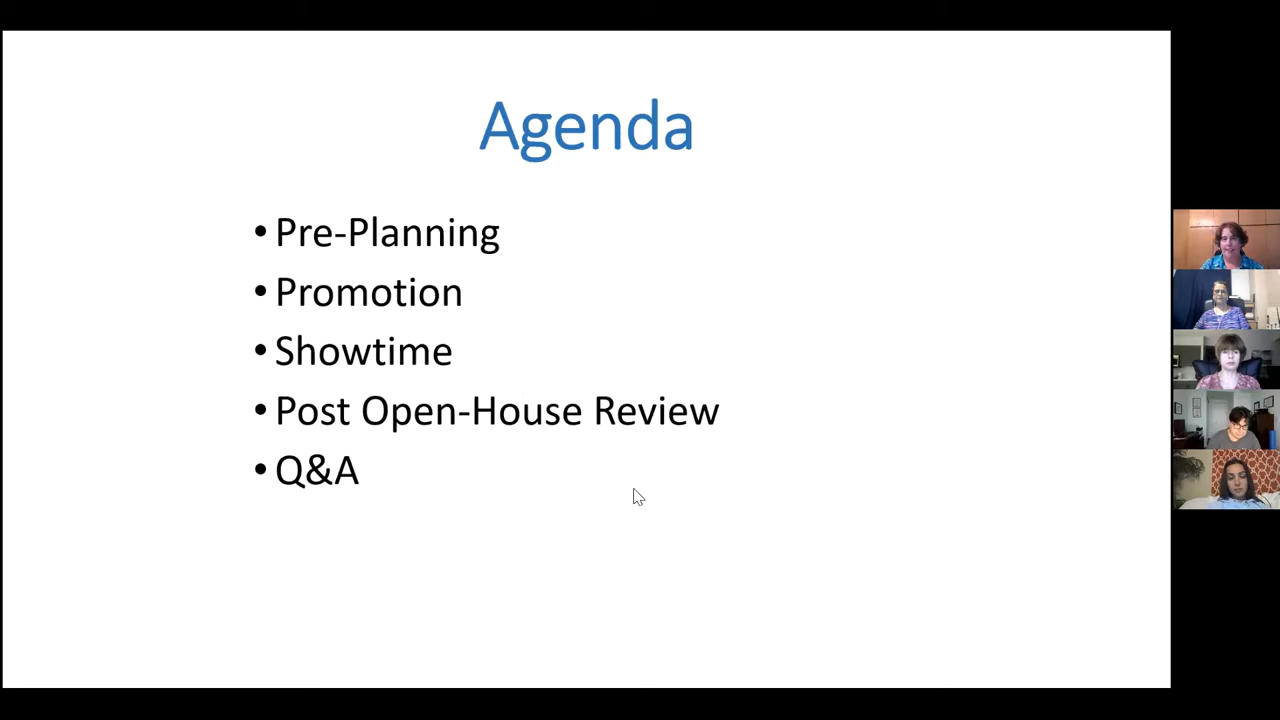 Agenda
• Pre-Planning
• Promotion
• Showtime
• Post Open-House Review
• Q&A